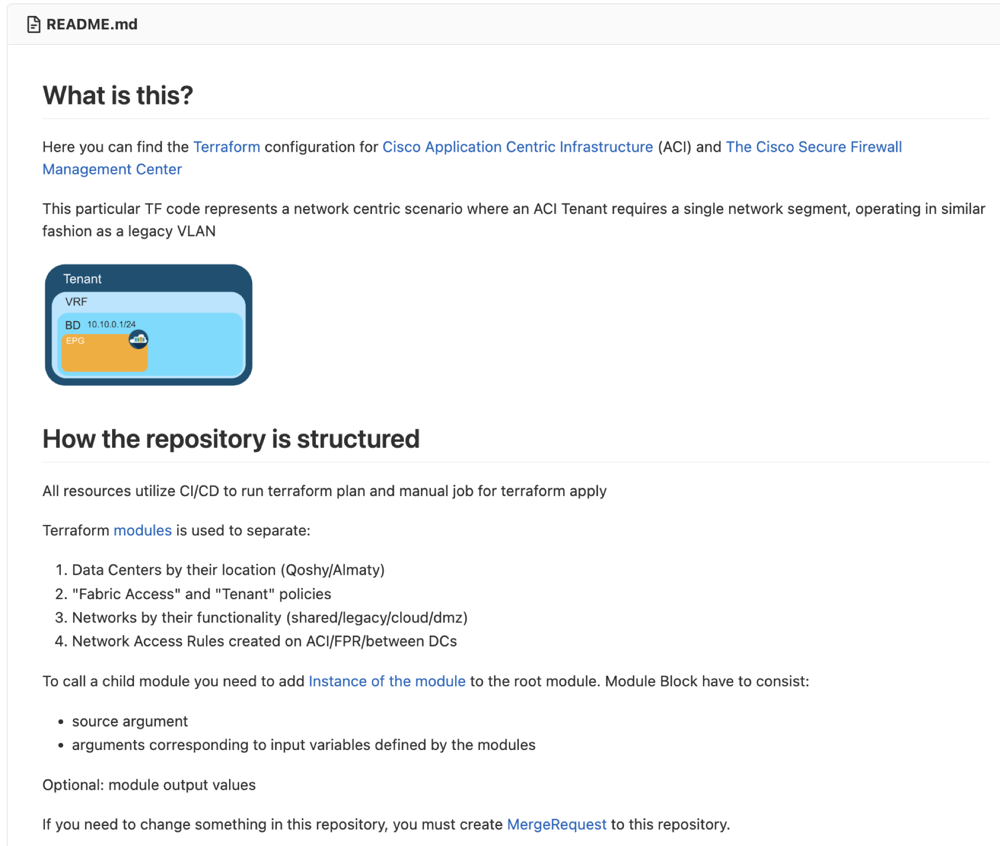 README.md
What is this?
Here you can find the Terraform configuration for Cisco Application Centric Infrastructure (ACI) and The Cisco Secure Firewall
Management Center
This particular TF code represents a network centric scenario where an ACI Tenant requires a single network segment, operating in similar
fashion as a legacy VLAN
Tenant
VRF
BD 10.10.0.1/24
EPG
How the repository is structured
All resources utilize CI/CD to run terraform plan and manual job for terraform apply
Terraform modules is used to separate:
1. Data Centers by their location (Qoshy/Almaty)
2. "Fabric Access" and "Tenant" policies
3. Networks by their functionality (shared/legacy/cloud/dmz)
4. Network Access Rules created on ACI/FPR/between DCs
To call a child module you need to add Instance of the module to the root module. Module Block have to consist:
• source argument
• arguments corresponding to input variables defined by the modules
Optional: module output values
If you need to change something in this repository, you must create MergeRequest to this repository.